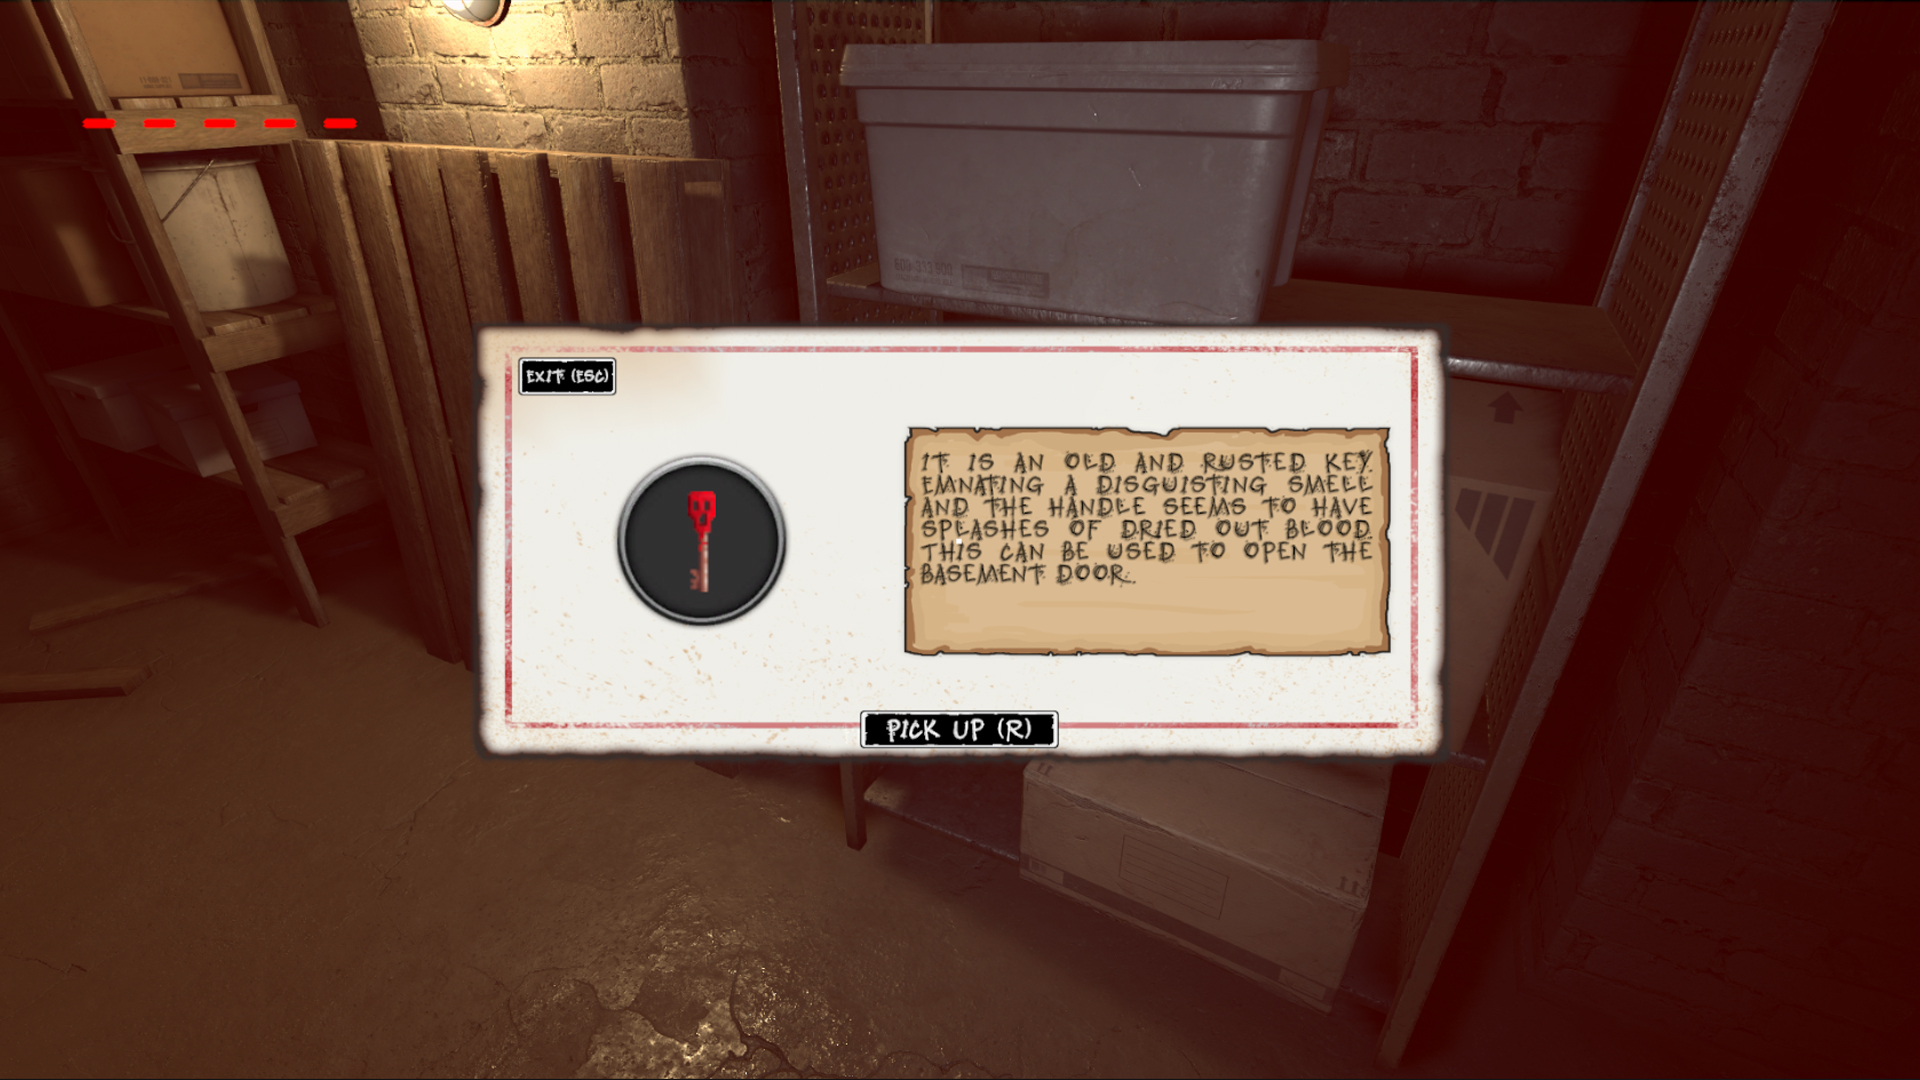 EXIT (ESC)
IT IS AN OLD AND RUSTED KEY
EMNATING A DISGUISTING SMELL
AND THE HANDLE SEEMS TO HAVE
SPLASHES OF DRIED OUT BLOOD.
THIS CAN BE USED TO OPEN THE
BASEMENT DOOR..
PICK UP (R)